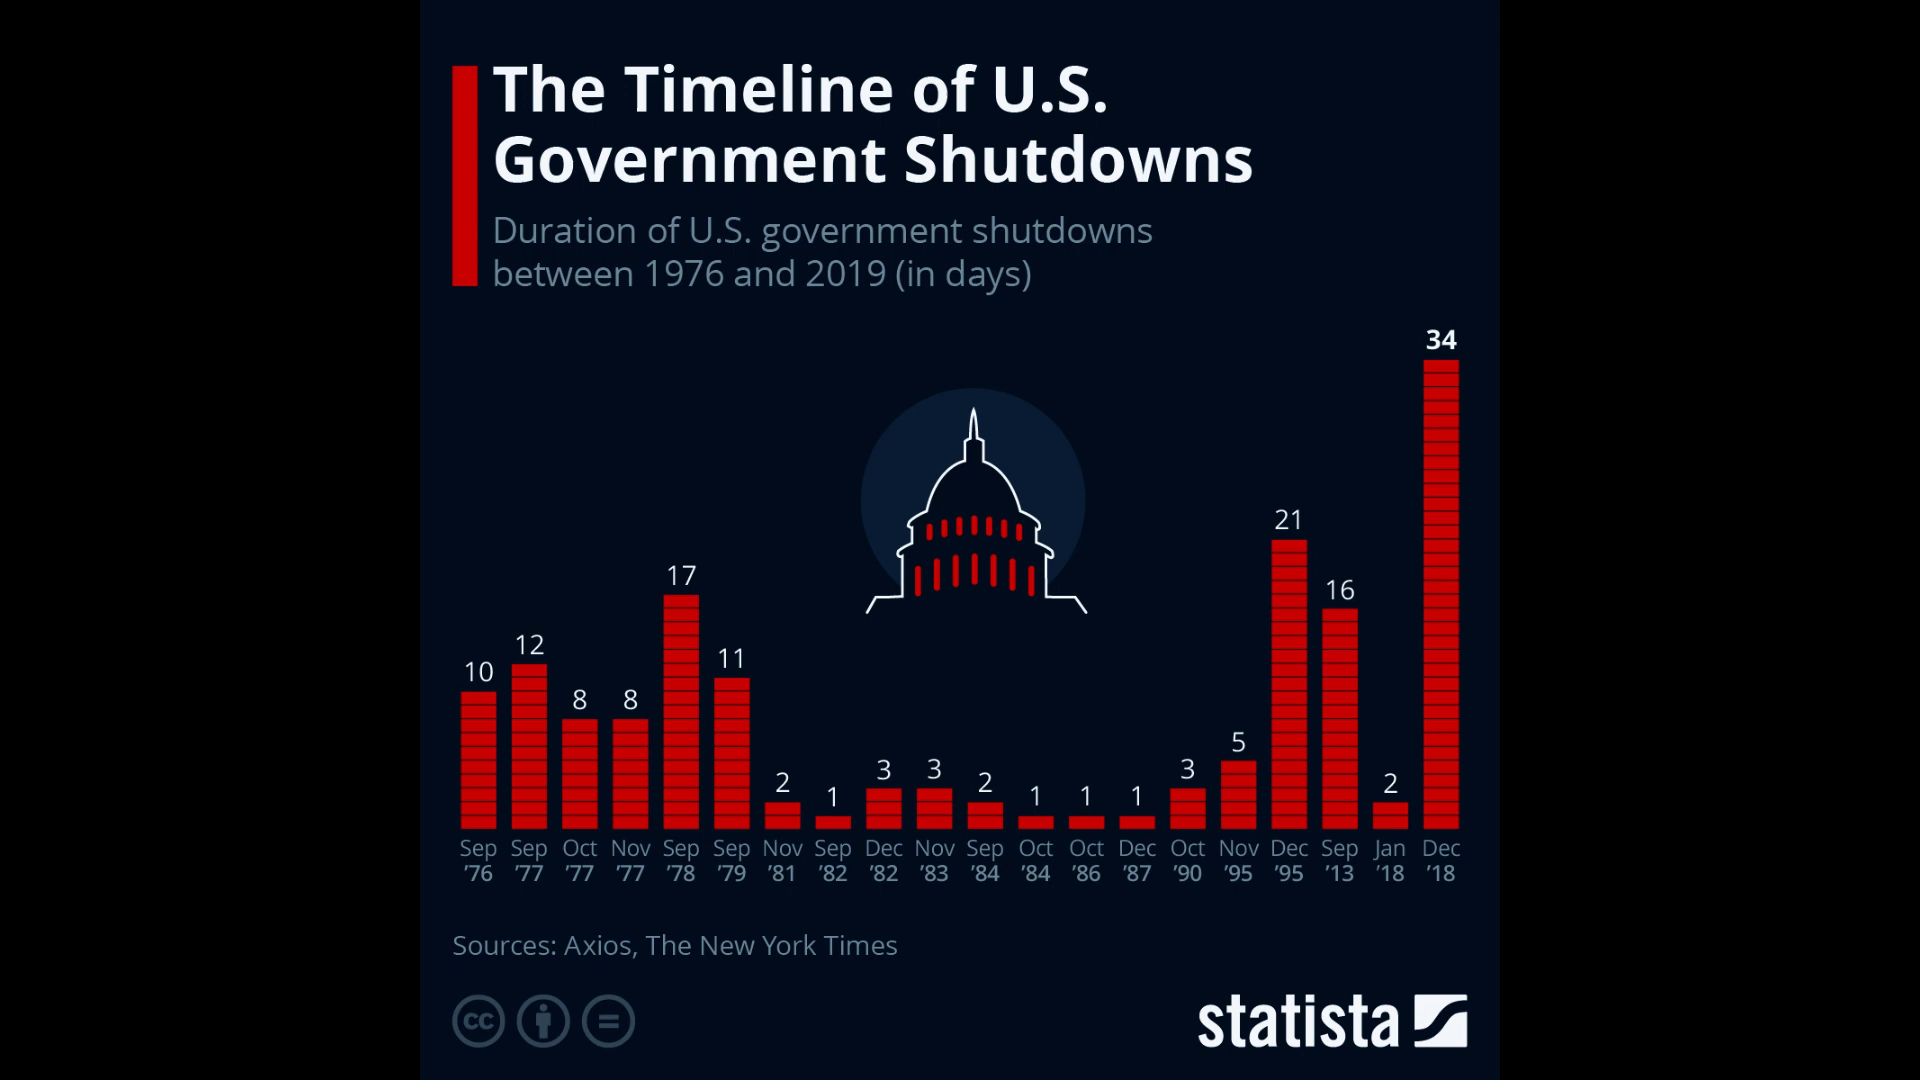 The Timeline of U.S.
Government Shutdowns
Duration of U.S. government shutdowns
between 1976 and 2019 (in days)
34
21
17
16
12
11
10
8 8
5
3 3 3
2 2 2
1 1 1 1
Sep Sep Oct Nov Sep Sep Nov Sep Dec Nov Sep Oct Oct Dec Oct Nov Dec Sep Jan Dec
’76 ’77 ’77 ’77 ’78 ’79 ’81 ’82 ’82 ’83 ’84 ’84 ’86 ’87 ’90 ’95 ’95 ’13 ’18 ’18
Sources: Axios, The New York Times
cc
statista